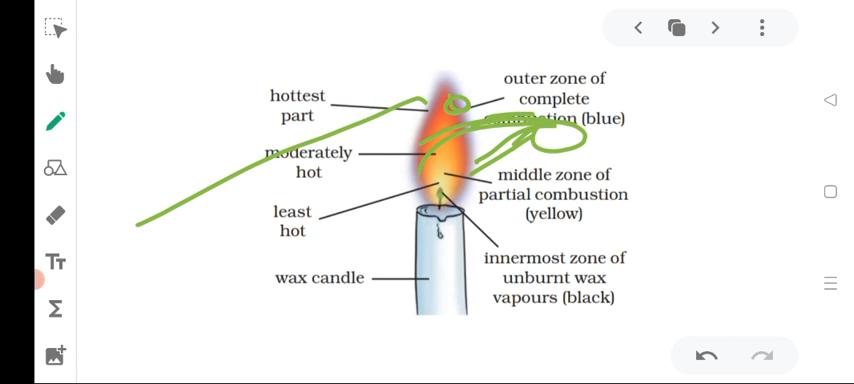 hottest
part
outer zone of
complete
(blue)
moderately
hot
middle zone of
partial combustion
(yellow)
least
hot
innermost zone of
unburnt wax
vapours (black)
wax candle
Tт
Σ